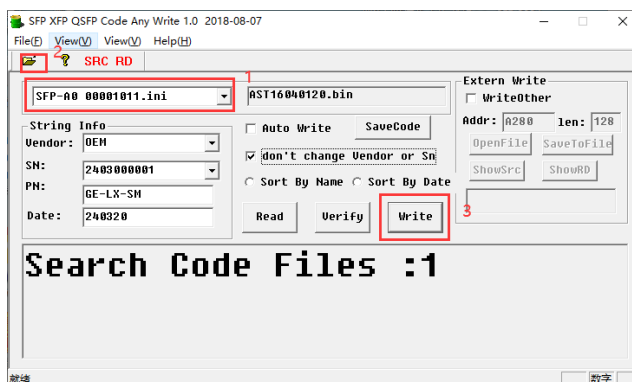 SFP XFP QSFP Code Any Write 1.0 2018-08-07
File(F) View(V) View(V) Help(H)
2
? SRC RD
1
SFP-A0 00001011.ini
AST16040120.bin
Extern Write
WriteOther
Addr: A280 len: 128
OpenFile SaveToFile
ShowSrc ShowRD
String Info
Vendor: OEM
SN: 2403000001
PN: GE-LX-SM
Date: 240320
Auto Write SaveCode
don't change Vendor or Sn
Sort By Name Sort By Date
Read Verify Write
3
Search Code Files :1
就绪
数字